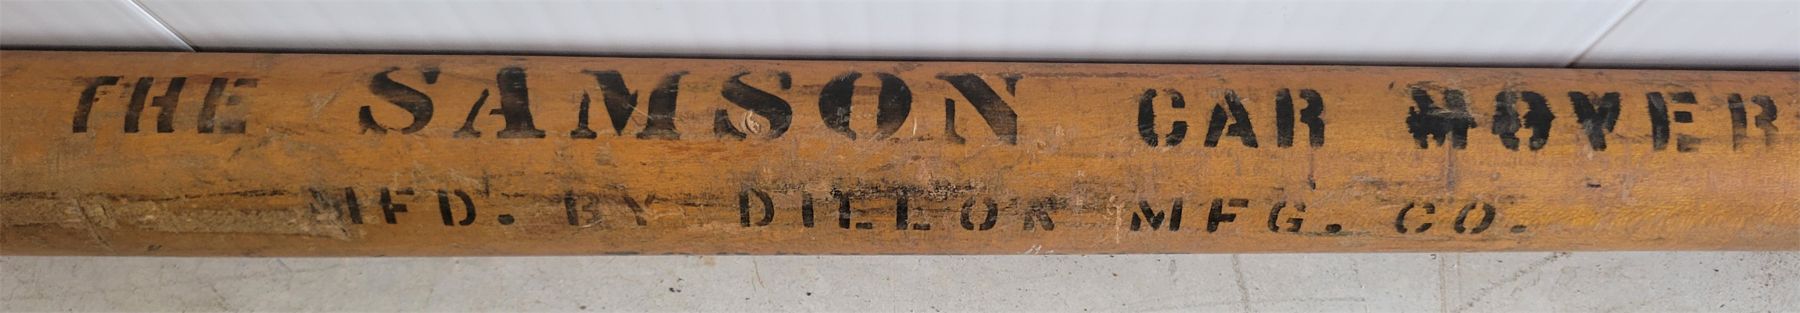 THE SAMSON CAR MOVER
MFD. BY DILLON MFG. CO.